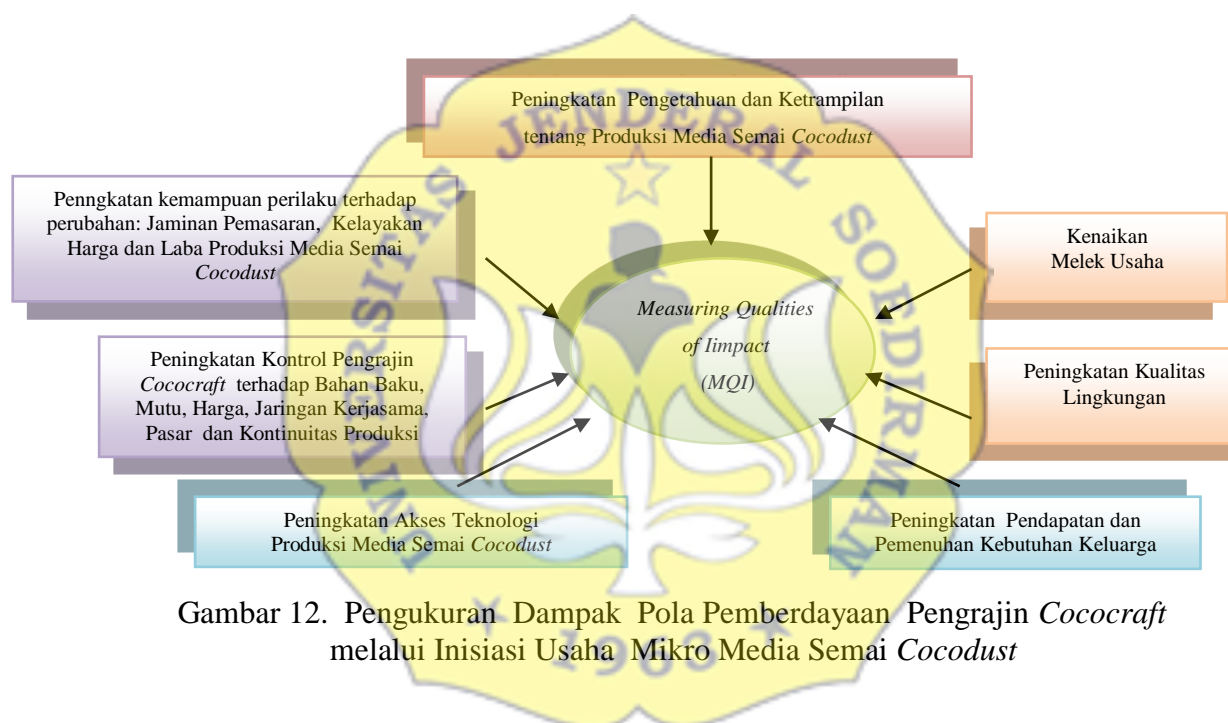 Peningkatan Pengetahuan dan Ketrampilan
tentang Produksi Media Semai Cocodust
Penngkatan kemampuan perilaku terhadap
perubahan: Jaminan Pemasaran, Kelayakan
Harga dan Laba Produksi Media Semai
Cocodust
Kenaikan
Melek Usaha
Measuring Qualities
of Iimpact
(MQI)
Peningkatan Kontrol Pengrajin
Cococraft terhadap Bahan Baku,
Mutu, Harga, Jaringan Kerjasama,
Pasar dan Kontinuitas Produksi
Peningkatan Kualitas
Lingkungan
Peningkatan Akses Teknologi
Produksi Media Semai Cocodust
Peningkatan Pendapatan dan
Pemenuhan Kebutuhan Keluarga
UNIVERSITAS JENDERAL SOEDIRMAN
1963
Gambar 12. Pengukuran Dampak Pola Pemberdayaan Pengrajin Cococraft
melalui Inisiasi Usaha Mikro Media Semai Cocodust